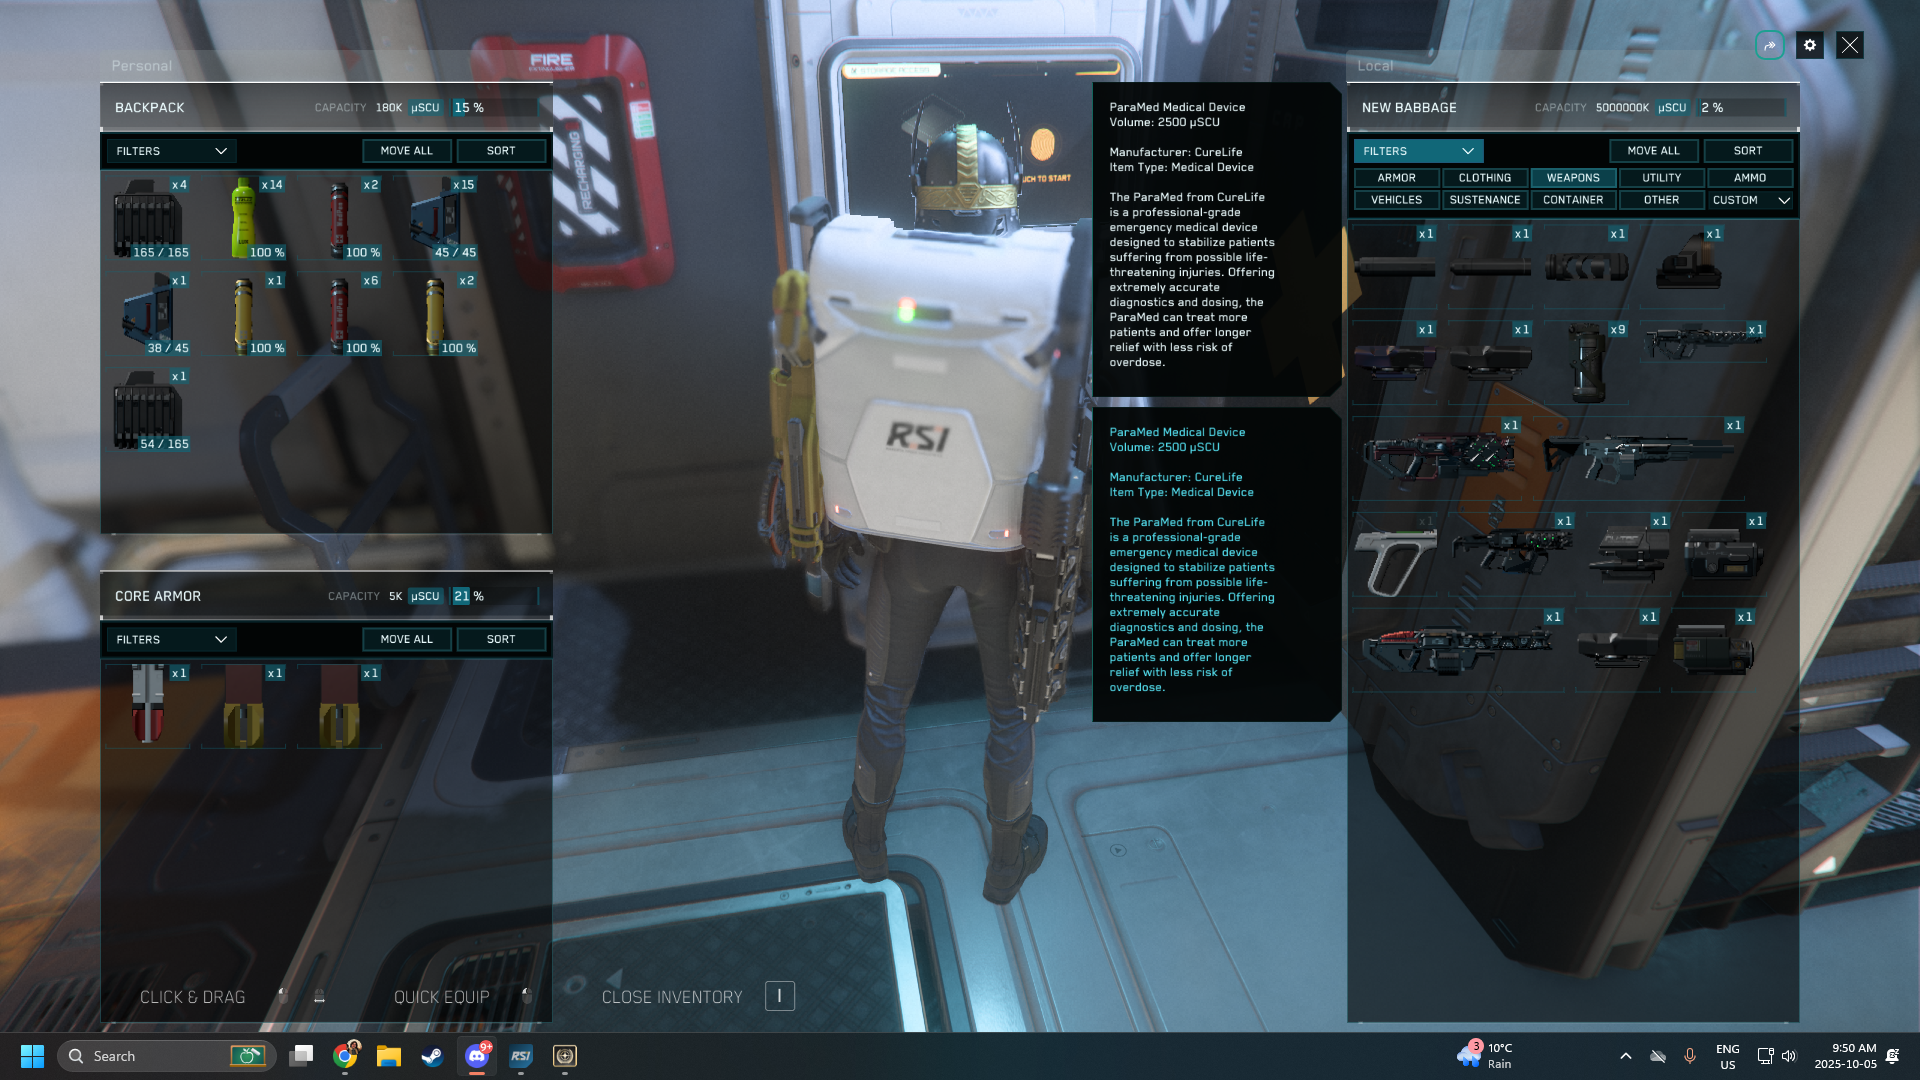 Personal
BACKPACK
CAPACITY 180K µSCU 15 %
FILTERS
MOVE ALL
SORT
x4
165 / 165
x14
100 %
x2
100 %
x15
45 / 45
x1
38 / 45
x1
100 %
x6
100 %
x2
100 %
x1
54 / 165
CORE ARMOR
CAPACITY 5K µSCU 21 %
FILTERS
MOVE ALL
SORT
x1
x1
x1
CLICK & DRAG
QUICK EQUIP
CLOSE INVENTORY
I
FIRE
EXTINGUISHER
RECHARGING
STORAGE ACCESS
UCH TO START
RSI
ParaMed Medical Device
Volume: 2500 µSCU
Manufacturer: CureLife
Item Type: Medical Device
The ParaMed from CureLife
is a professional-grade
emergency medical device
designed to stabilize patients
suffering from possible life-
threatening injuries. Offering
extremely accurate
diagnostics and dosing, the
ParaMed can treat more
patients and offer longer
relief with less risk of
overdose.
ParaMed Medical Device
Volume: 2500 µSCU
Manufacturer: CureLife
Item Type: Medical Device
The ParaMed from CureLife
is a professional-grade
emergency medical device
designed to stabilize patients
suffering from possible life-
threatening injuries. Offering
extremely accurate
diagnostics and dosing, the
ParaMed can treat more
patients and offer longer
relief with less risk of
overdose.
Local
NEW BABBAGE
CAPACITY 5000000K µSCU 2 %
FILTERS
MOVE ALL
SORT
ARMOR
CLOTHING
WEAPONS
UTILITY
AMMO
VEHICLES
SUSTENANCE
CONTAINER
OTHER
CUSTOM
x1
x1
x1
x1
x1
x1
x9
x1
x1
x1
x1
x1
x1
x1
x1
x1
x1
Search
9+
RSI
3
10°C
Rain
ENG
US
9:50 AM
2025-10-05